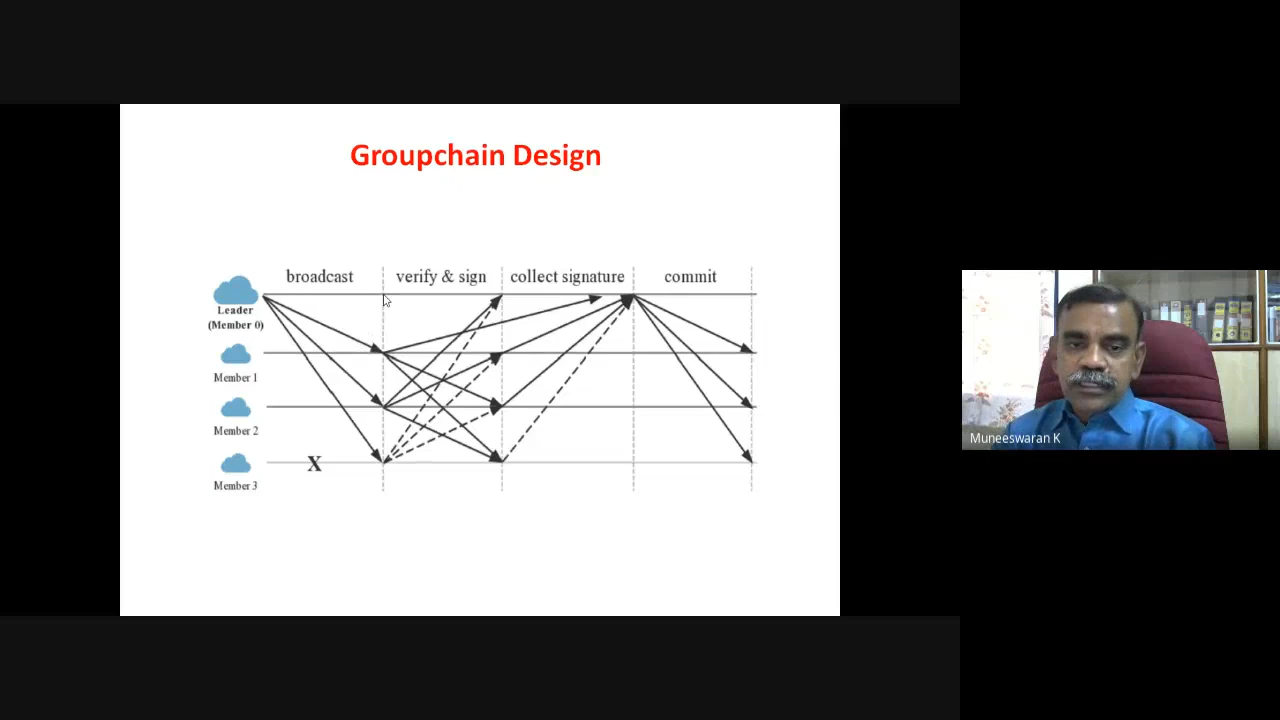 Groupchain Design
broadcast verify & sign collect signature commit
Leader
(Member 0)
Member 1
Member 2
X
Member 3
Muneeswaran K